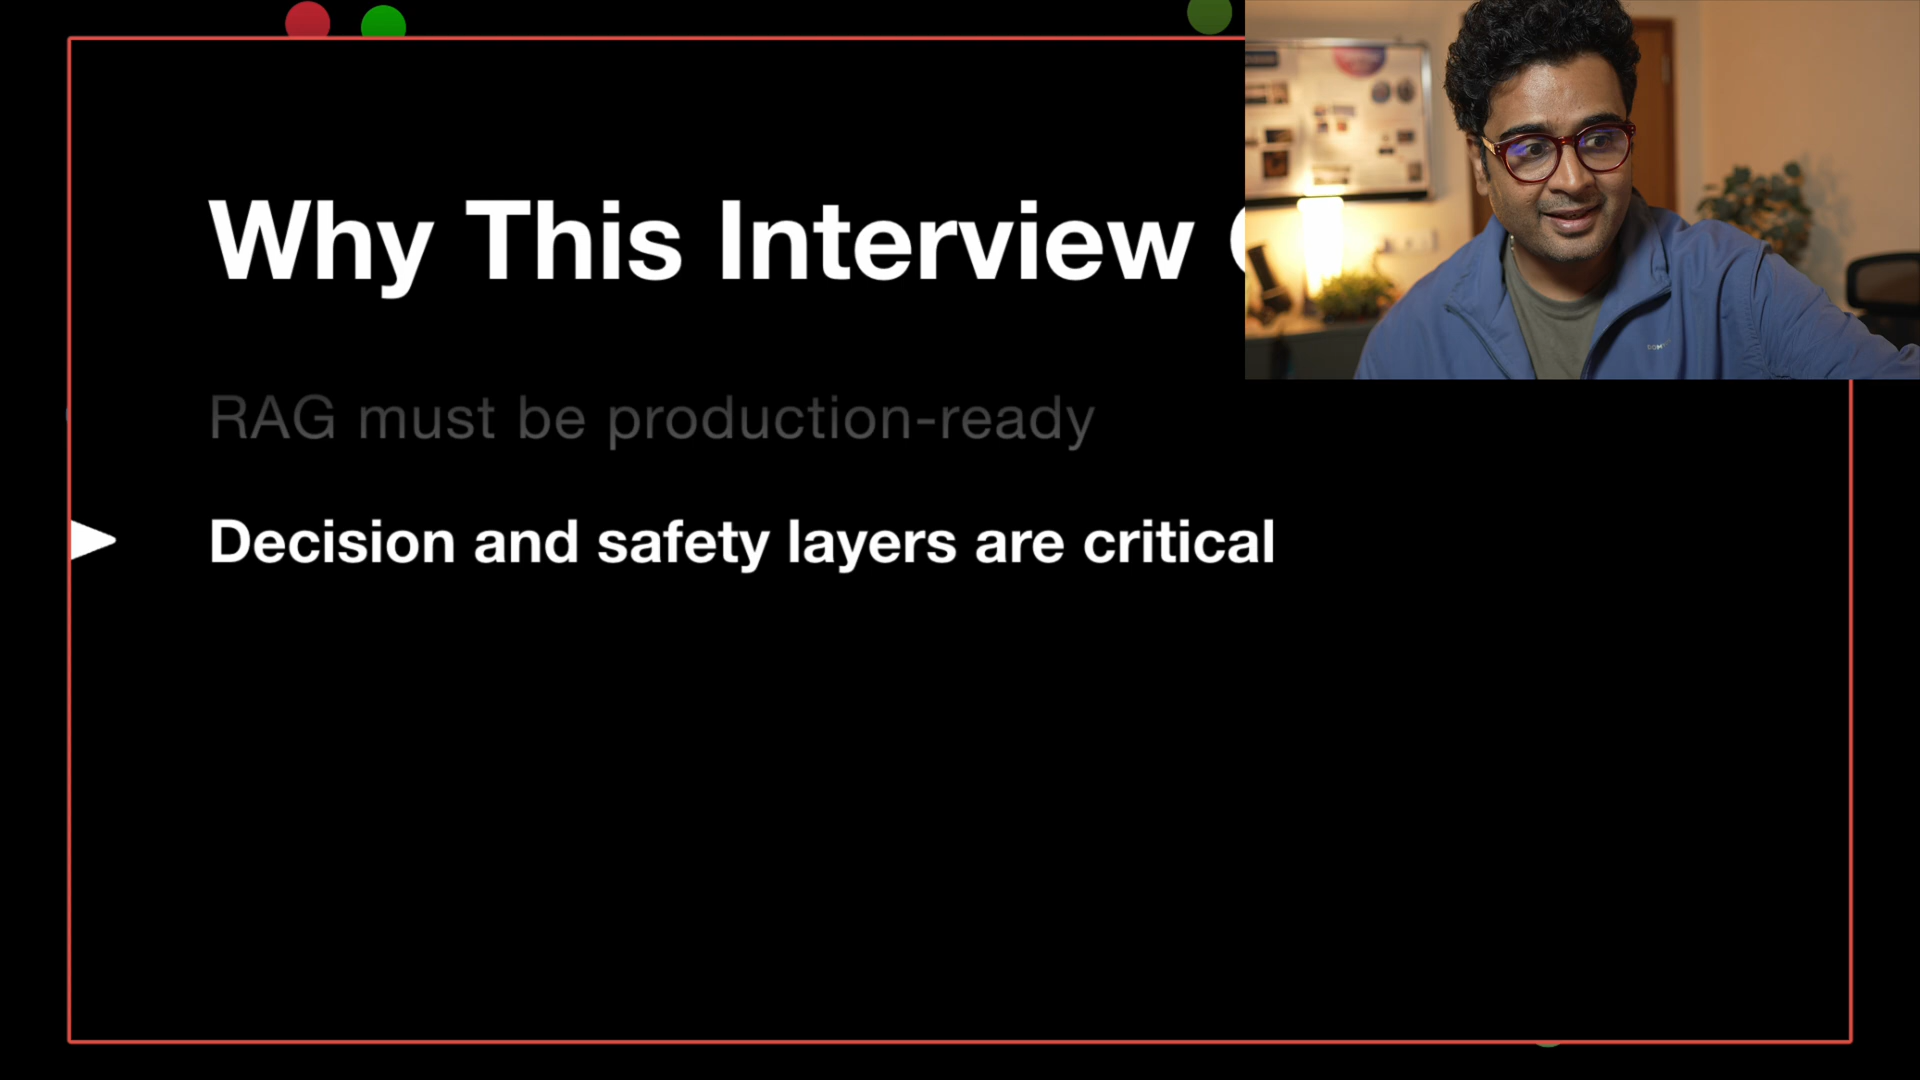 Why This Interview
RAG must be production-ready
Decision and safety layers are critical